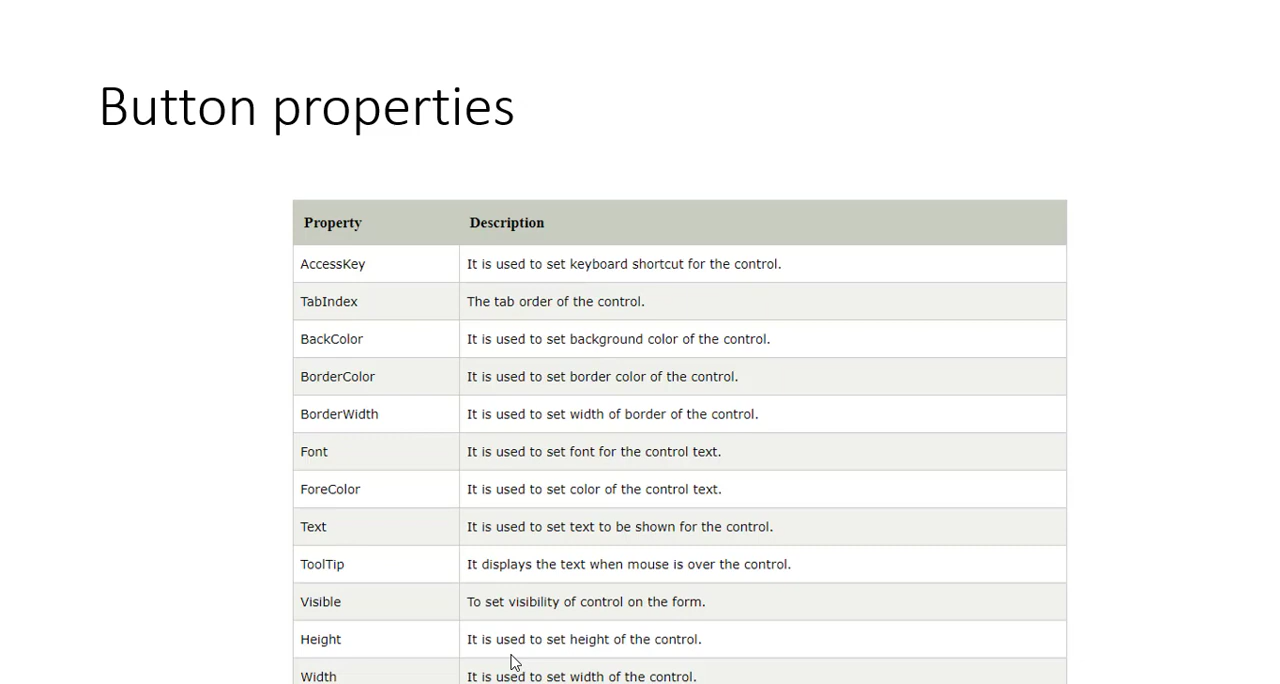 Button properties
Property Description
AccessKey It is used to set keyboard shortcut for the control.
TabIndex The tab order of the control.
BackColor It is used to set background color of the control.
BorderColor It is used to set border color of the control.
BorderWidth It is used to set width of border of the control.
Font It is used to set font for the control text.
ForeColor It is used to set color of the control text.
Text It is used to set text to be shown for the control.
ToolTip It displays the text when mouse is over the control.
Visible To set visibility of control on the form.
Height It is used to set height of the control.
Width It is used to set width of the control.